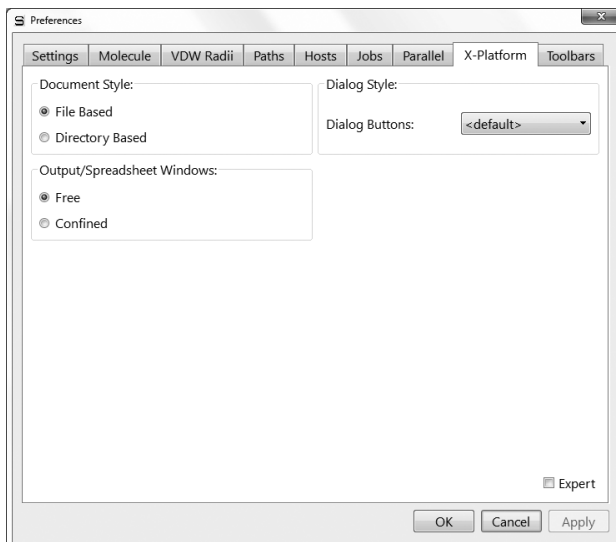 Preferences
Settings Molecule VDW Radii Paths Hosts Jobs Parallel X-Platform Toolbars
Document Style:
File Based
Directory Based
Dialog Style:
Dialog Buttons: <default>
Output/Spreadsheet Windows:
Free
Confined
Expert
OK Cancel Apply